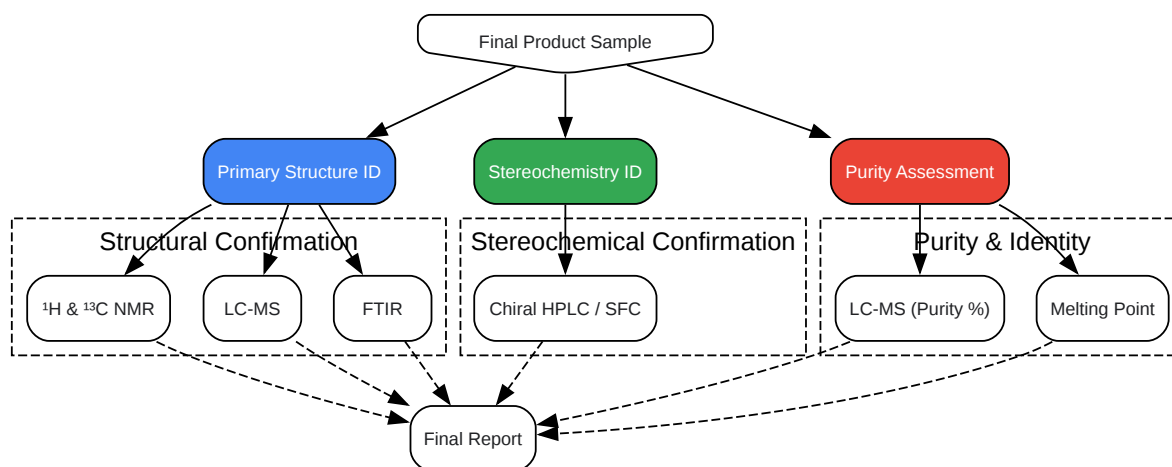 Final Product Sample
Primary Structure ID
Stereochemistry ID
Purity Assessment
Structural Confirmation
Stereochemical Confirmation
Purity & Identity
¹H & ¹³C NMR
LC-MS
FTIR
Chiral HPLC / SFC
LC-MS (Purity %)
Melting Point
Final Report